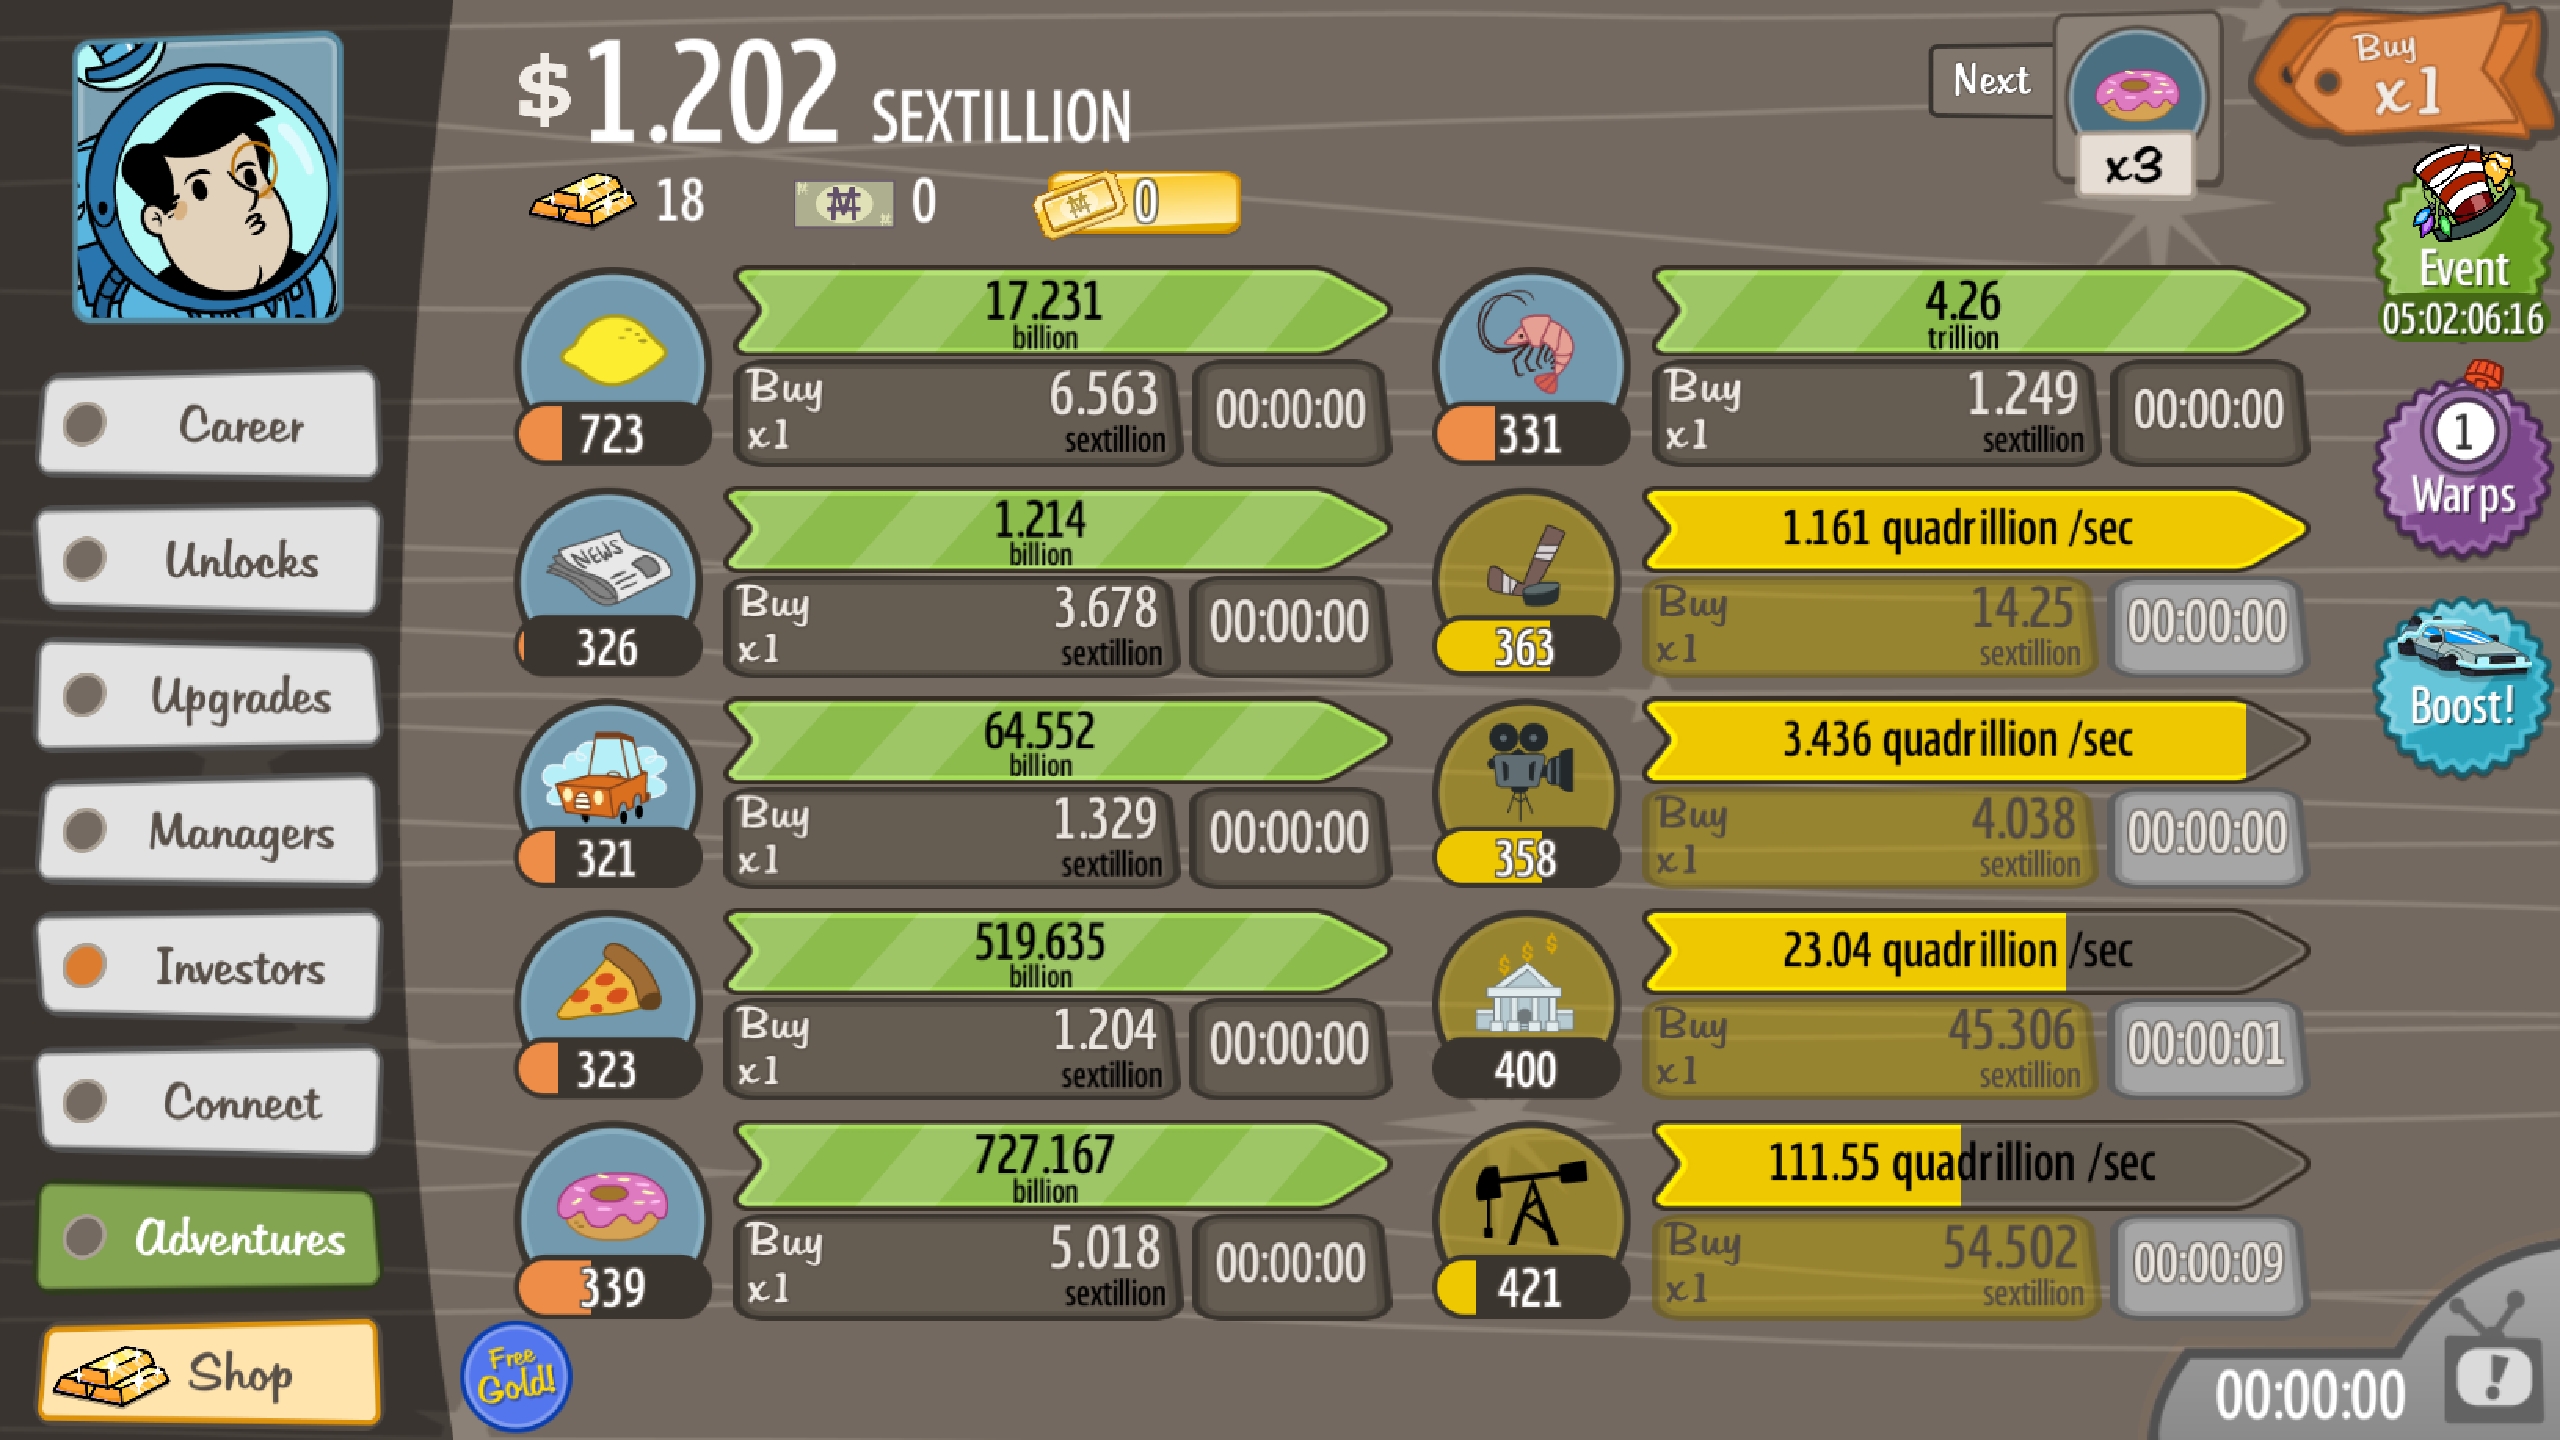 $1.202 SEXTILLION
Next
x3
Buy
x1
18
0
0
Event
05:02:06:16
1
Warps
Boost!
Career
Unlocks
Upgrades
Managers
Investors
Connect
Adventures
Shop
17.231
billion
723
Buy
x1
6.563
sextillion
00:00:00
NEWS
1.214
billion
326
Buy
x1
3.678
sextillion
00:00:00
64.552
billion
321
Buy
x1
1.329
sextillion
00:00:00
519.635
billion
323
Buy
x1
1.204
sextillion
00:00:00
727.167
billion
339
Buy
x1
5.018
sextillion
00:00:00
4.26
trillion
331
Buy
x1
1.249
sextillion
00:00:00
1.161 quadrillion /sec
363
Buy
x1
14.25
sextillion
00:00:00
3.436 quadrillion /sec
358
Buy
x1
4.038
sextillion
00:00:00
23.04 quadrillion /sec
400
Buy
x1
45.306
sextillion
00:00:01
111.55 quadrillion /sec
421
Buy
x1
54.502
sextillion
00:00:09
Free
Gold!
00:00:00
!